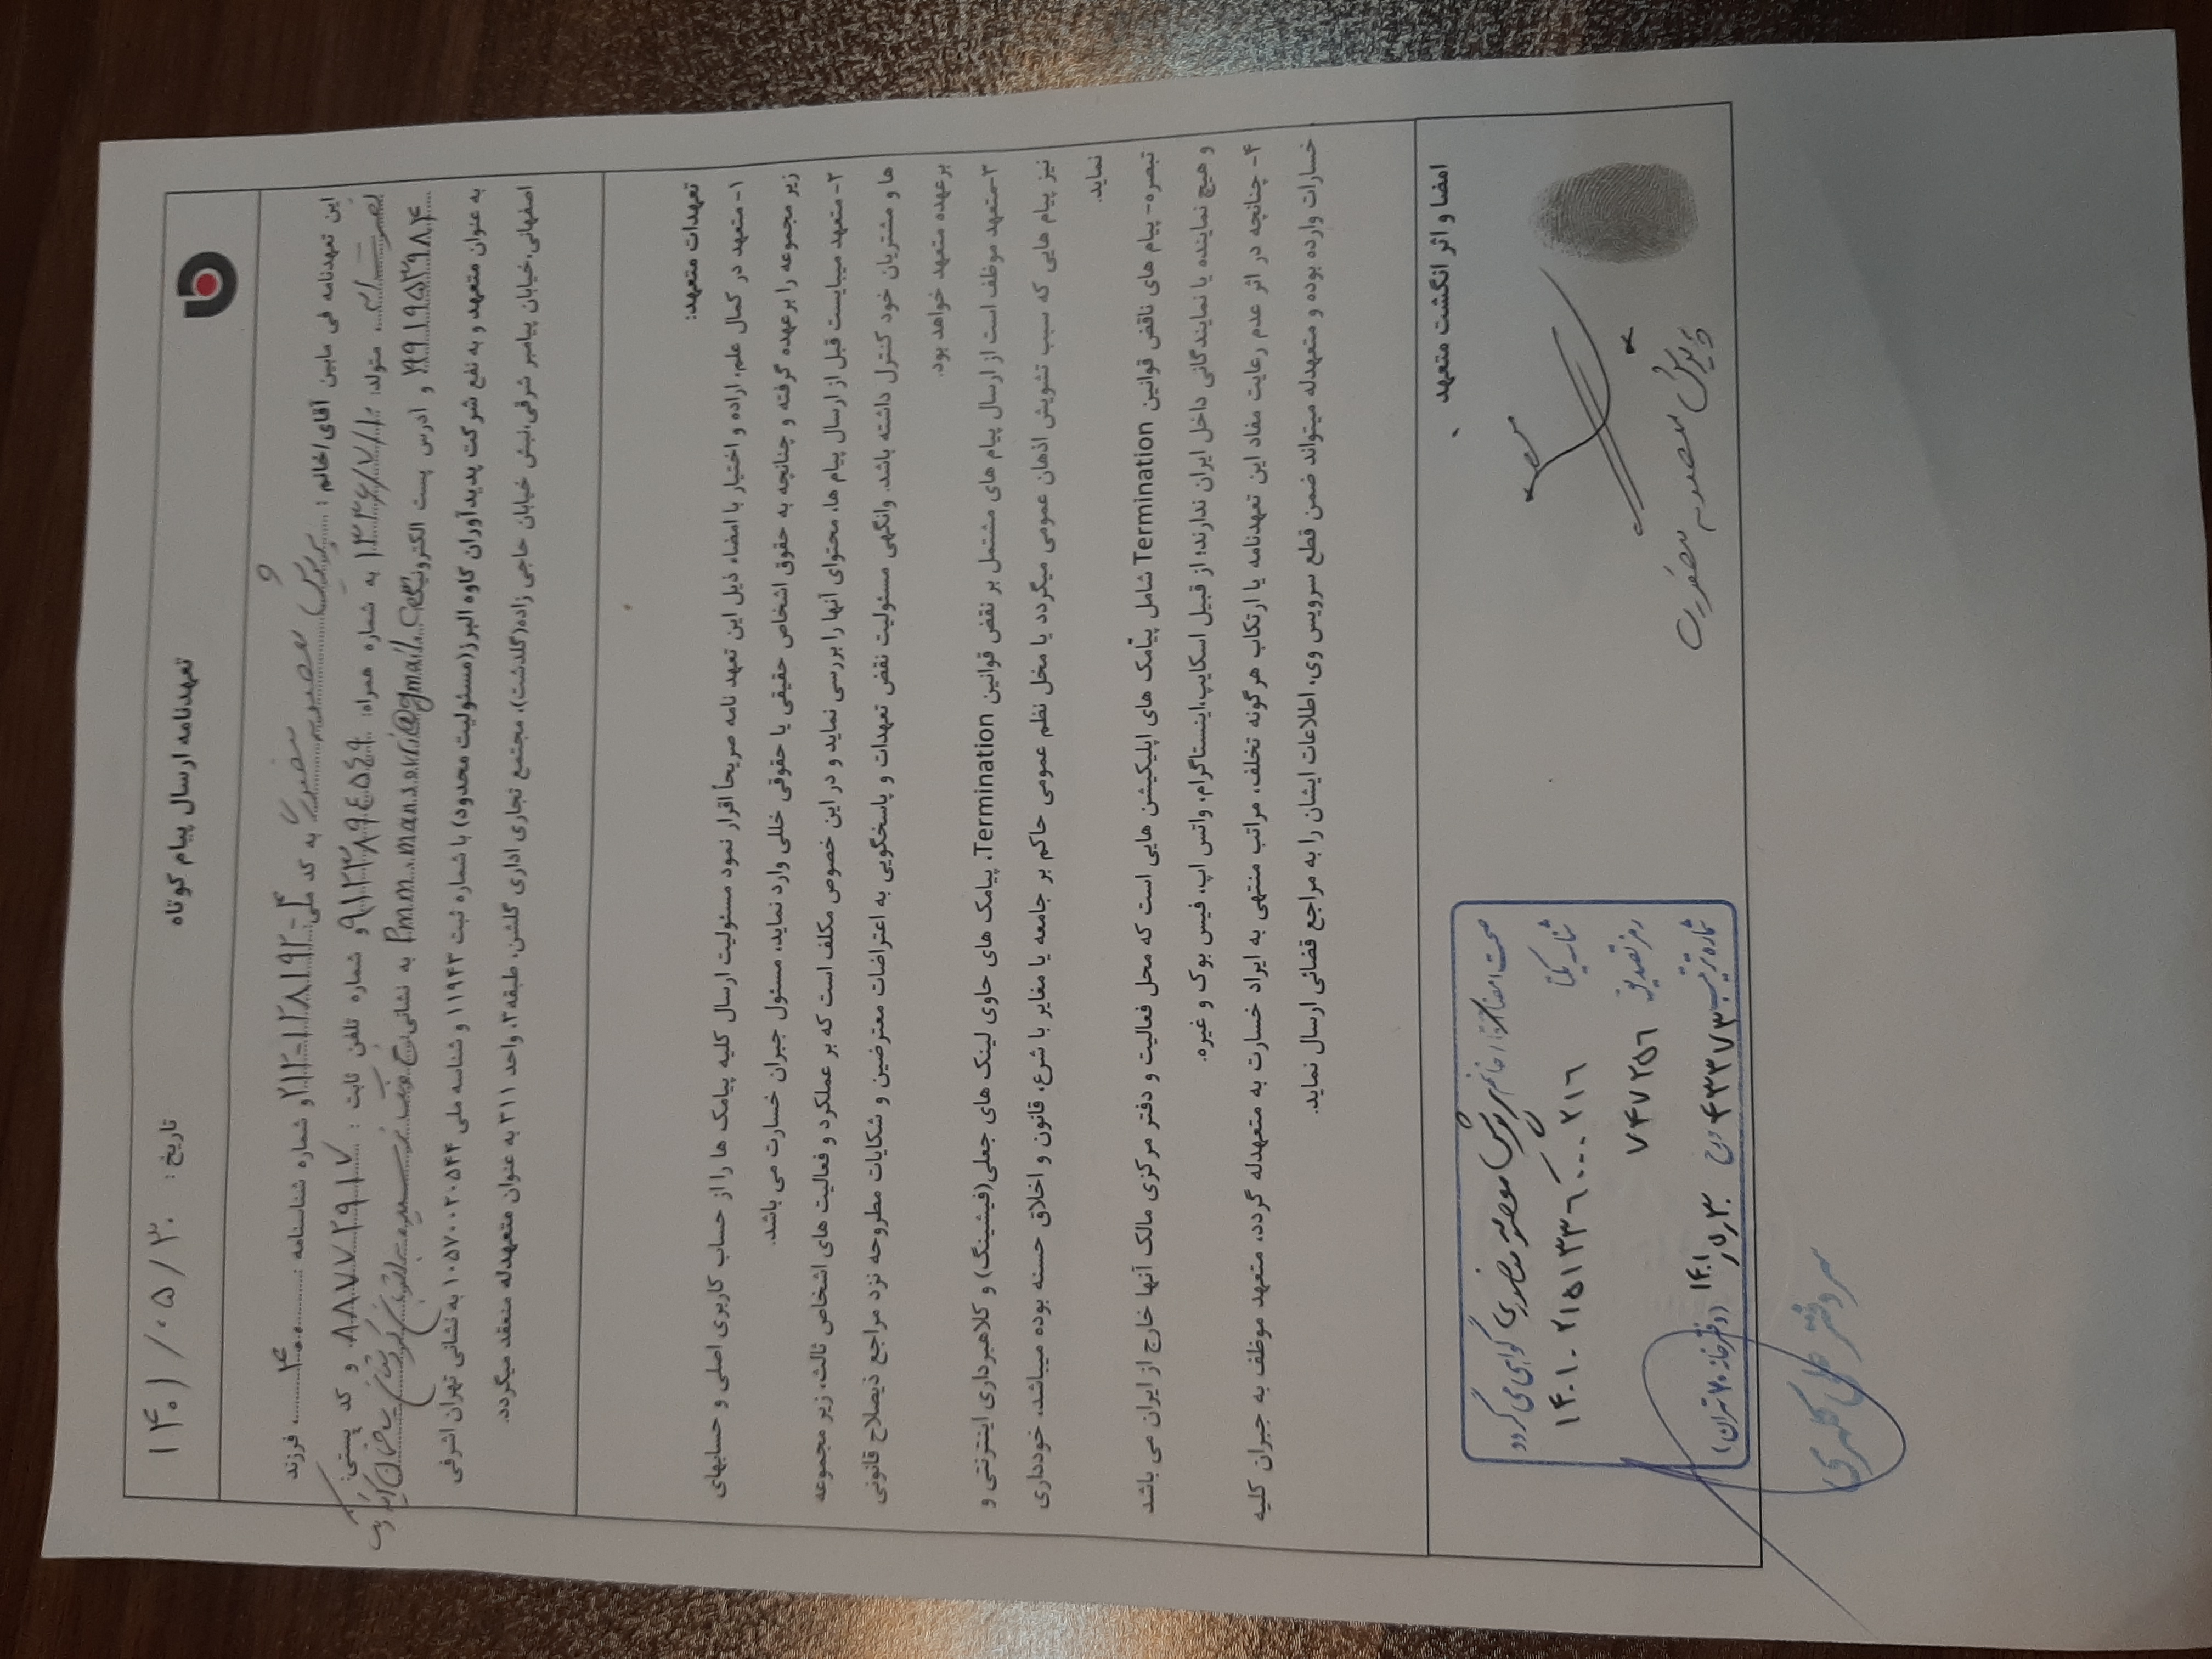 تعهدنامه ارسال پیام کوتاه
تاریخ: ۱۴۰۱/۰۵/۳۰
این تعهدنامه فی مابین آقای/خانم: پریوش معصومه منصوری به کد ملی: ۴-۱۲۸۱۹۲-۲۱۲ و شماره شناسنامه: ۴۰۰، فرزند
نصرت اله، متولد: ۱۳۳۶/۷/۱۰ به شماره همراه: ۹۱۲۳۸۹۴۵۴۹ و شماره تلفن ثابت: ۸۸۷۷۲۹۱۷ و کد پستی:
۱۹۹۱۹۵۳۹۸۴ و آدرس پست الکترونیک: Pmm.mansouri@gmail.com به نشانی: خ ونک نرسیده به اتوبان کردستان ساختمان
به عنوان متعهد و به نفع شرکت پدیدآوران کاوه البرز(مسئولیت محدود) با شماره ثبت ۱۱۹۴۳ و شناسه ملی ۱۰۵۷۰۰۲۰۵۴۴ به نشانی تهران اشرفی
اصفهانی،خیابان پیامبر شرقی،نبش خیابان حاجی زاده(گلدشت)، مجتمع تجاری اداری گلشن، طبقه۳، واحد ۳۱۱ به عنوان متعهدله منعقد میگردد.
تعهدات متعهد:
۱- متعهد در کمال علم، اراده و اختیار با امضاء ذیل این تعهد نامه صریحاً اقرار نمود مسئولیت ارسال کلیه پیامک ها را از حساب کاربری اصلی و حسابهای
زیر مجموعه را برعهده گرفته و چنانچه به حقوق اشخاص حقیقی یا حقوقی خللی وارد نماید، مسئول جبران خسارت می باشد.
۲- متعهد میبایست قبل از ارسال پیام ها، محتوای آنها را بررسی نماید و در این خصوص مکلف است که بر عملکرد و فعالیت های اشخاص ثالث، زیر مجموعه
ها و مشتریان خود کنترل داشته باشد. وانگهی مسئولیت نقض تعهدات و پاسخگویی به اعتراضات معترضین و شکایات مطروحه نزد مراجع ذیصلاح قانونی
برعهده متعهد خواهد بود.
۳-متعهد موظف است از ارسال پیام های مشتمل بر نقض قوانین Termination، پیامک های حاوی لینک های جعلی(فیشینگ) و کلاهبرداری اینترنتی و
نیز پیام هایی که سبب تشویش اذهان عمومی میگردد یا مخل نظم عمومی حاکم بر جامعه یا مغایر با شرع، قانون و اخلاق حسنه بوده میباشد، خودداری
نماید.
تبصره- پیام های ناقض قوانین Termination شامل پیامک های اپلیکیشن هایی است که محل فعالیت و دفتر مرکزی مالک آنها خارج از ایران می باشد
و هیچ نماینده یا نمایندگانی داخل ایران ندارند؛ از قبیل اسکایپ،اینستاگرام، واتس اپ، فیس بوک و غیره.
۴- چنانچه در اثر عدم رعایت مفاد این تعهدنامه یا ارتکاب هرگونه تخلف، مراتب منتهی به ایراد خسارت به متعهدله گردد، متعهد موظف به جبران کلیه
خسارات وارده بوده و متعهدله میتواند ضمن قطع سرویس وی، اطلاعات ایشان را به مراجع قضائی ارسال نماید.
امضا و اثر انگشت متعهد
پریوش معصومه منصوری
صحت امضاء آقا / خانم پریوش معصومه منصوری گواهی می گردد
شناسه یکتا ۱۴۰۱۰۲۱۵۱۳۳۶۰۰۰۲۱۶
رمز تصدیق ۷۴۷۲۵۶
شماره ترتیب ۴۳۳۷۳ مورخ ۱۴۰۱/۵/۳۰ (دفترخانه ۷۰ تهران)
سردفتر علی کلهری